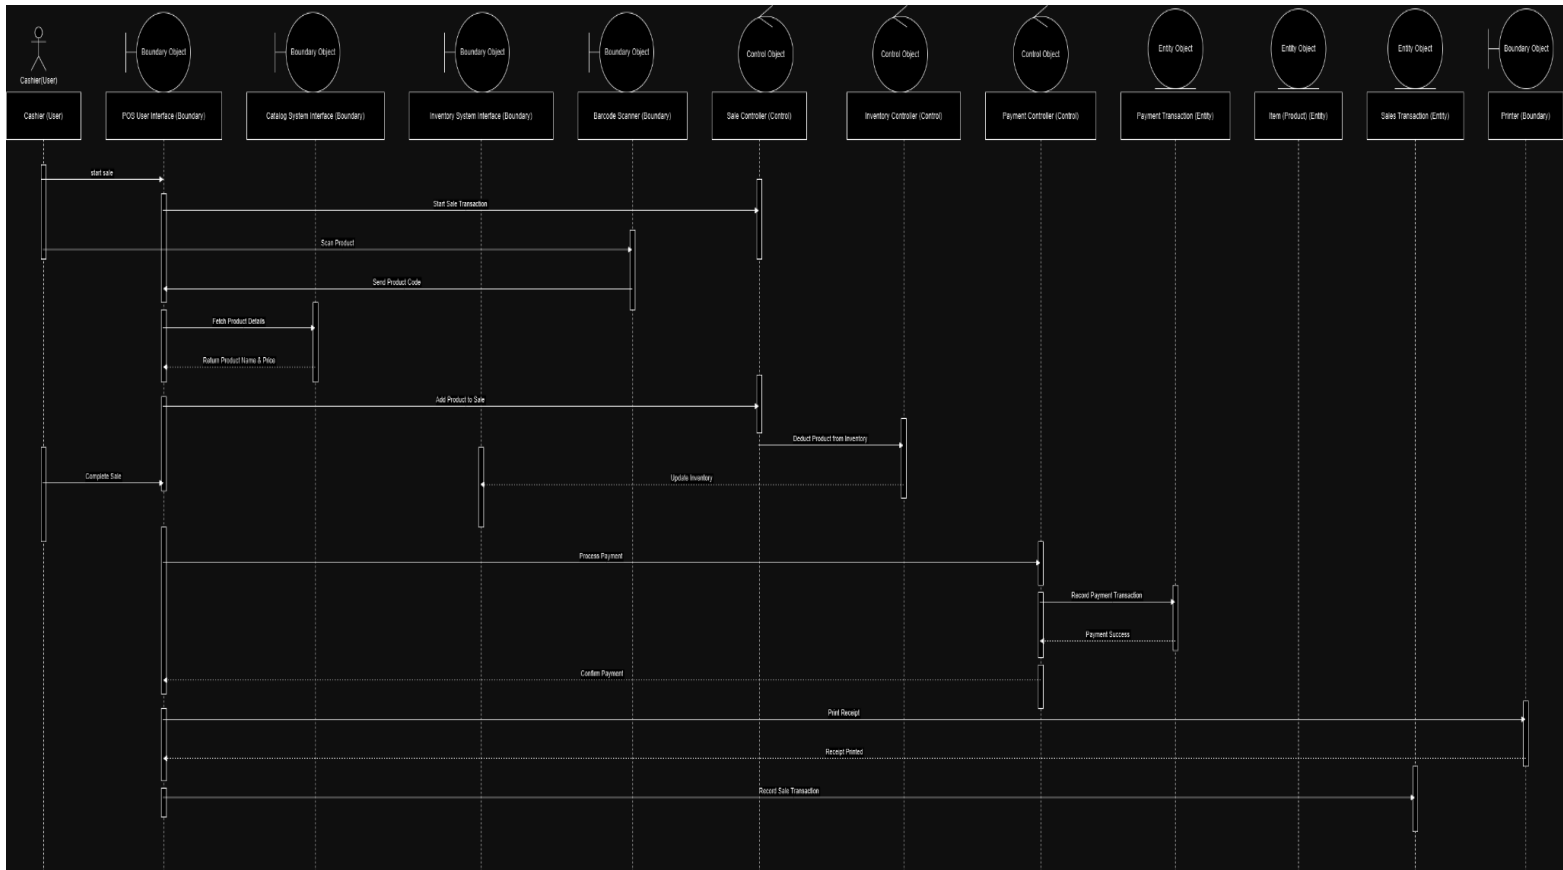 Boundary Object
Boundary Object
Boundary Object
Boundary Object
Control Object
Control Object
Control Object
Entity Object
Entity Object
Entity Object
Boundary Object
Cashier(User)
Cashier (User)
POS User Interface (Boundary)
Catalog System Interface (Boundary)
Inventory System Interface (Boundary)
Barcode Scanner (Boundary)
Sale Controller (Control)
Inventory Controller (Control)
Payment Controller (Control)
Payment Transaction (Entity)
Item (Product) (Entity)
Sales Transaction (Entity)
Printer (Boundary)
start sale
Start Sale Transaction
Scan Product
Send Product Code
Fetch Product Details
Return Product Name & Price
Add Product to Sale
Deduct Product from Inventory
Complete Sale
Update Inventory
Process Payment
Record Payment Transaction
Payment Success
Confirm Payment
Print Receipt
Receipt Printed
Record Sale Transaction